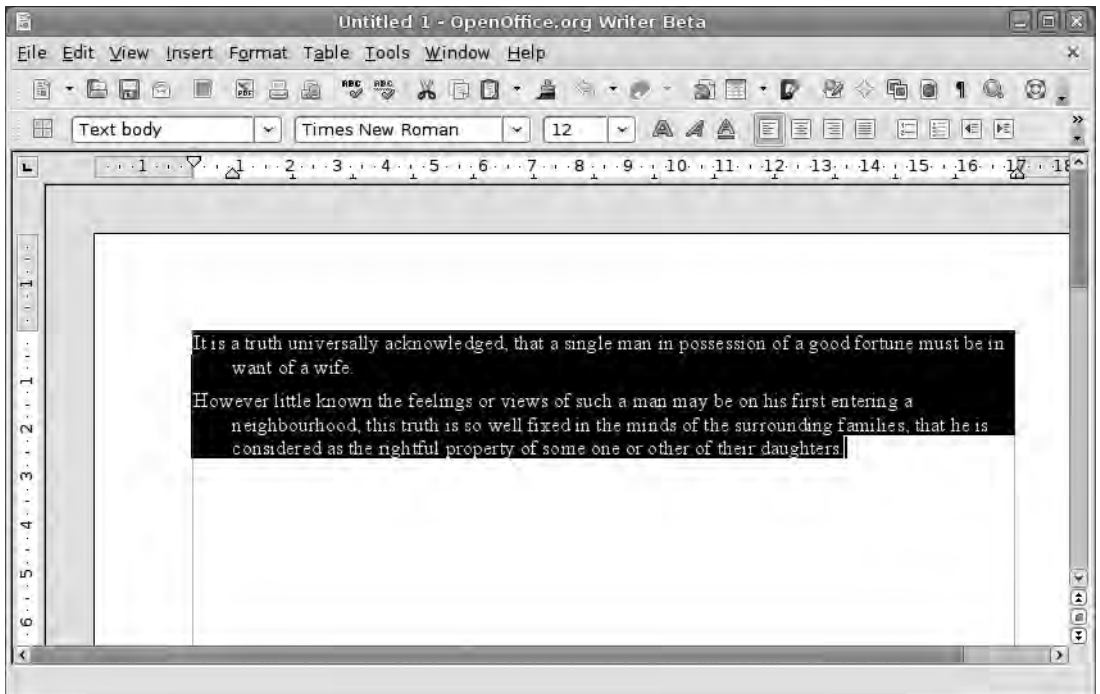 Untitled 1 - OpenOffice.org Writer Beta
File Edit View Insert Format Table Tools Window Help
Text body Times New Roman 12
1 1 2 3 4 5 6 7 8 9 10 11 12 13 14 15 16 17 18
It is a truth universally acknowledged, that a single man in possession of a good fortune must be in
want of a wife.
However little known the feelings or views of such a man may be on his first entering a
neighbourhood, this truth is so well fixed in the minds of the surrounding families, that he is
considered as the rightful property of some one or other of their daughters.
1
1
2
3
4
5
6